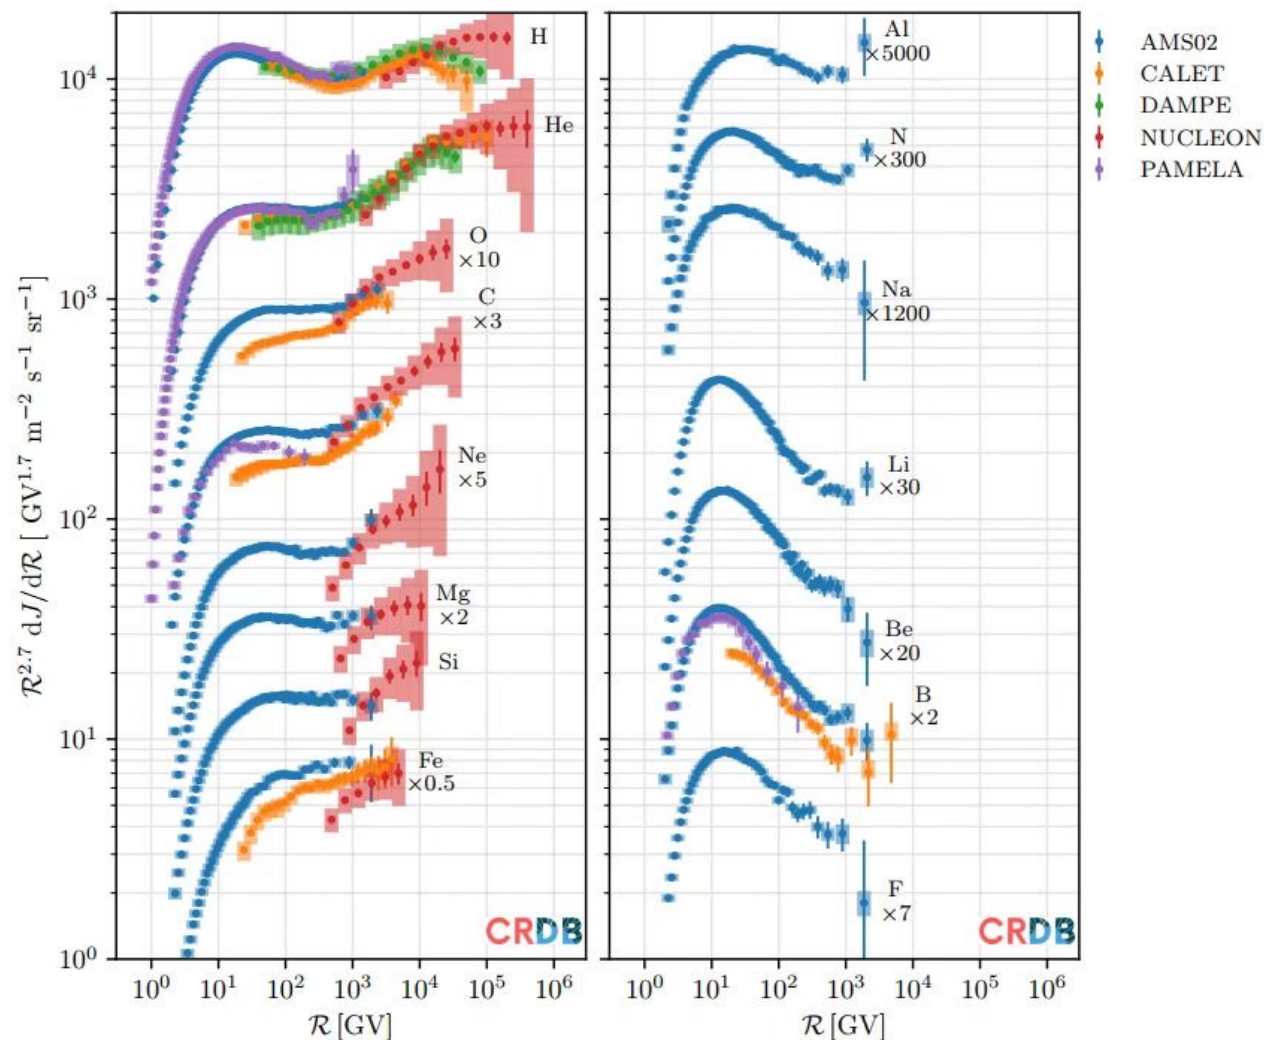 R^2.7 dJ/dR [ GV^1.7 m^−2 s^−1 sr^−1]
10^4
10^3
10^2
10^1
10^0
H
He
O
×10
C
×3
Ne
×5
Mg
×2
Si
Fe
×0.5
CRDB
10^0 10^1 10^2 10^3 10^4 10^5 10^6
R [GV]
Al
×5000
N
×300
Na
×1200
Li
×30
Be
×20
B
×2
F
×7
CRDB
10^0 10^1 10^2 10^3 10^4 10^5 10^6
R [GV]
AMS02
CALET
DAMPE
NUCLEON
PAMELA